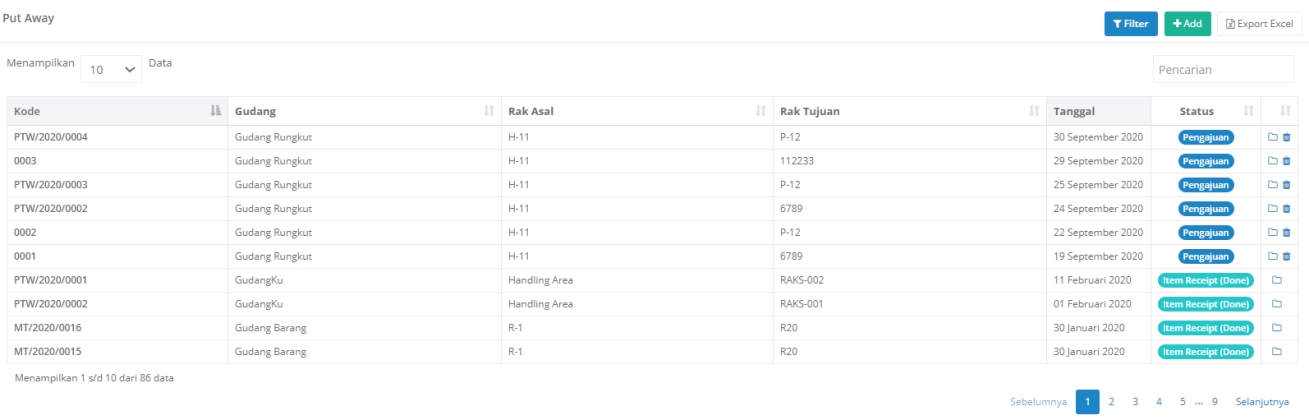 Put Away
Filter Add Export Excel
Menampilkan 10 Data
Pencarian
Kode Gudang Rak Asal Rak Tujuan Tanggal Status
PTW/2020/0004 Gudang Rungkut H-11 P-12 30 September 2020 Pengajuan
0003 Gudang Rungkut H-11 112233 29 September 2020 Pengajuan
PTW/2020/0003 Gudang Rungkut H-11 P-12 25 September 2020 Pengajuan
PTW/2020/0002 Gudang Rungkut H-11 6789 24 September 2020 Pengajuan
0002 Gudang Rungkut H-11 P-12 22 September 2020 Pengajuan
0001 Gudang Rungkut H-11 6789 19 September 2020 Pengajuan
PTW/2020/0001 GudangKu Handling Area RAKS-002 11 Februari 2020 Item Receipt (Done)
PTW/2020/0002 GudangKu Handling Area RAKS-001 01 Februari 2020 Item Receipt (Done)
MT/2020/0016 Gudang Barang R-1 R20 30 Januari 2020 Item Receipt (Done)
MT/2020/0015 Gudang Barang R-1 R20 30 Januari 2020 Item Receipt (Done)
Menampilkan 1 s/d 10 dari 86 data
Sebelumnya 1 2 3 4 5 ... 9 Selanjutnya